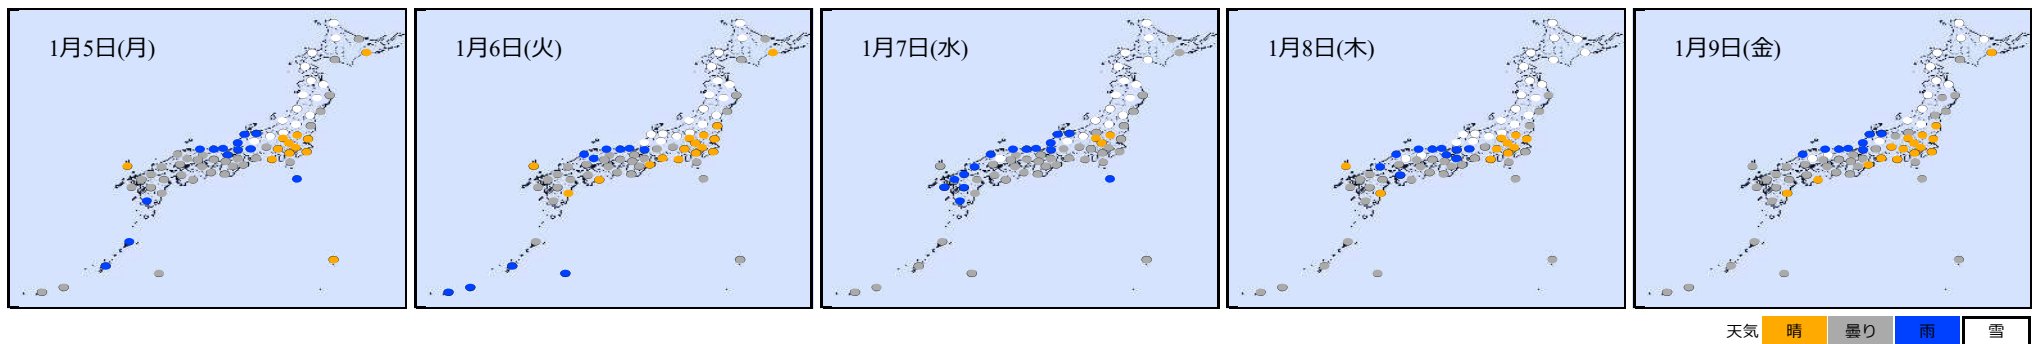 1月5日(月)
1月6日(火)
1月7日(水)
1月8日(木)
1月9日(金)
天気 晴 曇り 雨 雪